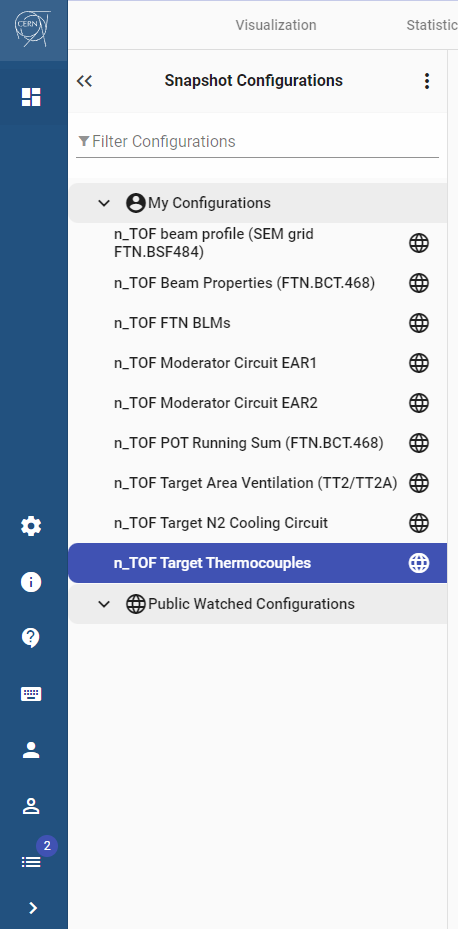 CERN
Visualization
Statistic
Snapshot Configurations
Filter Configurations
My Configurations
n_TOF beam profile (SEM grid
FTN.BSF484)
n_TOF Beam Properties (FTN.BCT.468)
n_TOF FTN BLMs
n_TOF Moderator Circuit EAR1
n_TOF Moderator Circuit EAR2
n_TOF POT Running Sum (FTN.BCT.468)
n_TOF Target Area Ventilation (TT2/TT2A)
n_TOF Target N2 Cooling Circuit
n_TOF Target Thermocouples
Public Watched Configurations
2